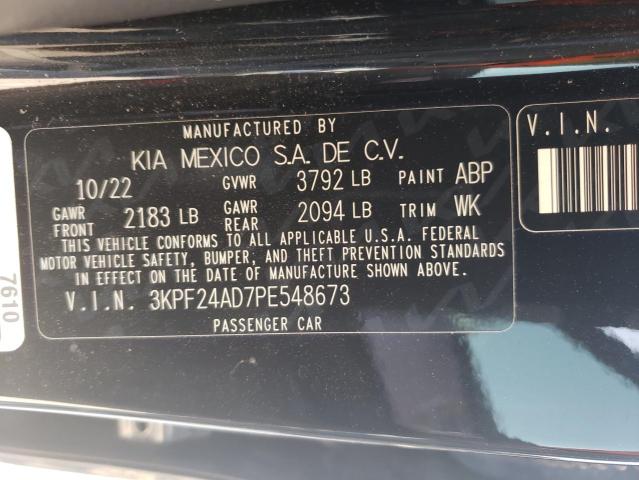 MANUFACTURED BY
KIA MEXICO S.A. DE C.V.
10/22 GVWR 3792 LB PAINT ABP
GAWR FRONT 2183 LB GAWR REAR 2094 LB TRIM WK
THIS VEHICLE CONFORMS TO ALL APPLICABLE U.S.A. FEDERAL
MOTOR VEHICLE SAFETY, BUMPER, AND THEFT PREVENTION STANDARDS
IN EFFECT ON THE DATE OF MANUFACTURE SHOWN ABOVE.
V.I.N. 3KPF24AD7PE548673
PASSENGER CAR
V.I.N.
7610